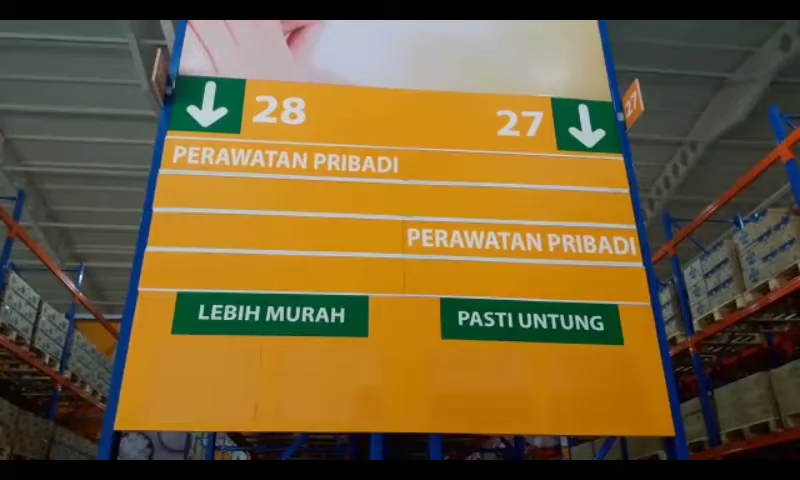 28
27
27
PERAWATAN PRIBADI
PERAWATAN PRIBADI
LEBIH MURAH
PASTI UNTUNG